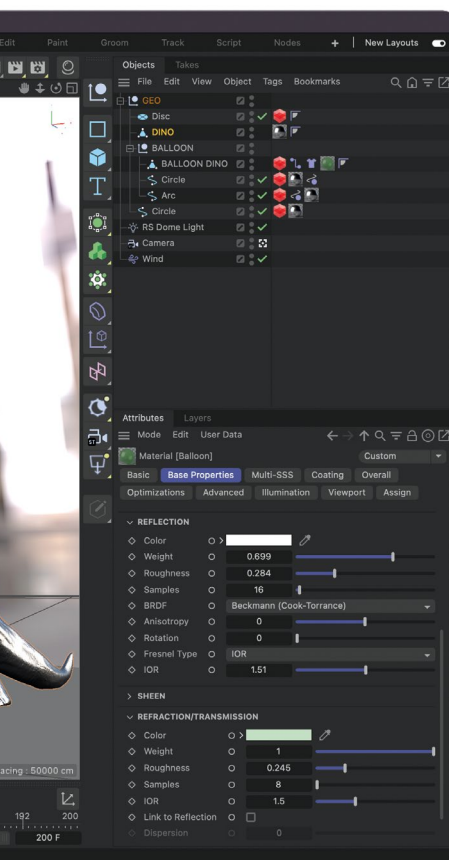 Edit Paint Groom Track Script Nodes + New Layouts
Objects Takes
File Edit View Object Tags Bookmarks
GEO
Disc
DINO
BALLOON
BALLOON DINO
Circle
Arc
Circle
RS Dome Light
Camera
Wind
T
ST
Attributes Layers
Mode Edit User Data
Material [Balloon] Custom
Basic Base Properties Multi-SSS Coating Overall
Optimizations Advanced Illumination Viewport Assign
REFLECTION
Color
Weight 0.699
Roughness 0.284
Samples 16
BRDF Beckmann (Cook-Torrance)
Anisotropy 0
Rotation 0
Fresnel Type IOR
IOR 1.51
SHEEN
REFRACTION/TRANSMISSION
Color
Weight 1
Roughness 0.245
Samples 8
IOR 1.5
Link to Reflection
Dispersion 0
acing : 50000 cm
192 200
200 F